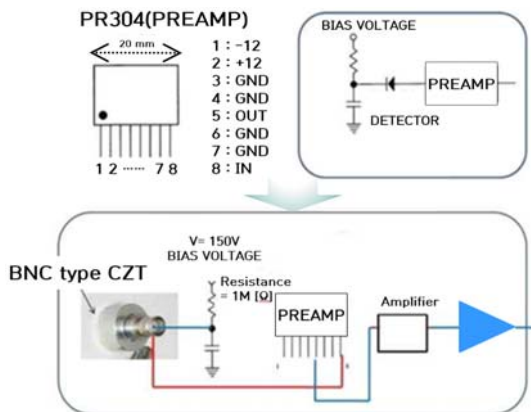 PR304(PREAMP)
20 mm
1 : -12
2 : +12
3 : GND
4 : GND
5 : OUT
6 : GND
7 : GND
8 : IN
1 2 ...... 7 8
BIAS VOLTAGE
PREAMP
DETECTOR
V= 150V
BIAS VOLTAGE
BNC type CZT
Resistance
= 1M [Ω]
PREAMP
Amplifier
1
8